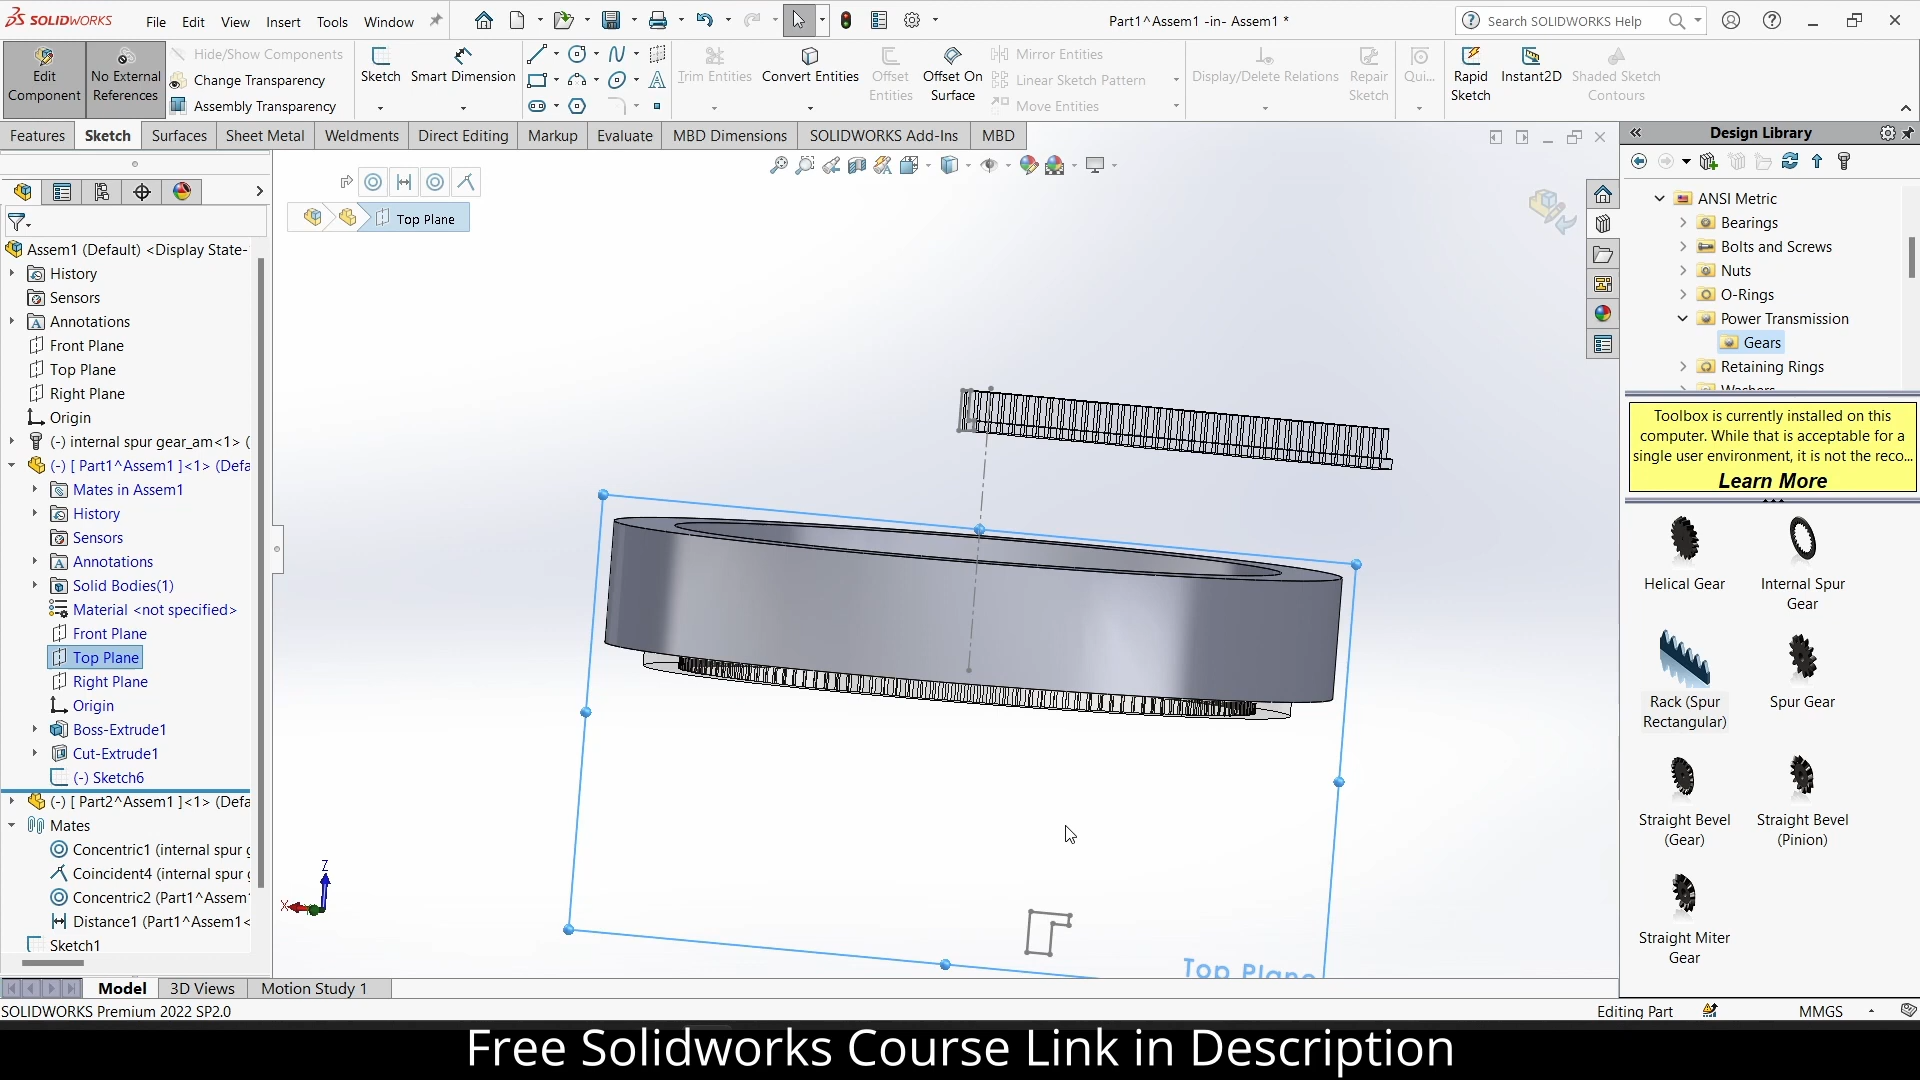 SOLIDWORKS
File Edit View Insert Tools Window
Part1^Assem1 -in- Assem1 *
Search SOLIDWORKS Help
Edit Component
No External References
Hide/Show Components
Change Transparency
Assembly Transparency
Sketch
Smart Dimension
Trim Entities
Convert Entities
Offset Entities
Offset On Surface
Mirror Entities
Linear Sketch Pattern
Move Entities
Display/Delete Relations
Repair Sketch
Qui...
Rapid Sketch
Instant2D
Shaded Sketch Contours
Features Sketch Surfaces Sheet Metal Weldments Direct Editing Markup Evaluate MBD Dimensions SOLIDWORKS Add-Ins MBD
Design Library
Top Plane
Assem1 (Default) <Display State-
History
Sensors
Annotations
Front Plane
Top Plane
Right Plane
Origin
(-) internal spur gear_am<1> (
(-) [ Part1^Assem1 ]<1> (Defa
Mates in Assem1
History
Sensors
Annotations
Solid Bodies(1)
Material <not specified>
Front Plane
Top Plane
Right Plane
Origin
Boss-Extrude1
Cut-Extrude1
(-) Sketch6
(-) [ Part2^Assem1 ]<1> (Defa
Mates
Concentric1 (internal spur g
Coincident4 (internal spur g
Concentric2 (Part1^Assem
Distance1 (Part1^Assem1<
Sketch1
Z
X
Top Plane
ANSI Metric
Bearings
Bolts and Screws
Nuts
O-Rings
Power Transmission
Gears
Retaining Rings
Washers
Toolbox is currently installed on this
computer. While that is acceptable for a
single user environment, it is not the reco...
Learn More
Helical Gear
Internal Spur Gear
Rack (Spur Rectangular)
Spur Gear
Straight Bevel (Gear)
Straight Bevel (Pinion)
Straight Miter Gear
Model 3D Views Motion Study 1
SOLIDWORKS Premium 2022 SP2.0
Editing Part
MMGS
Free Solidworks Course Link in Description